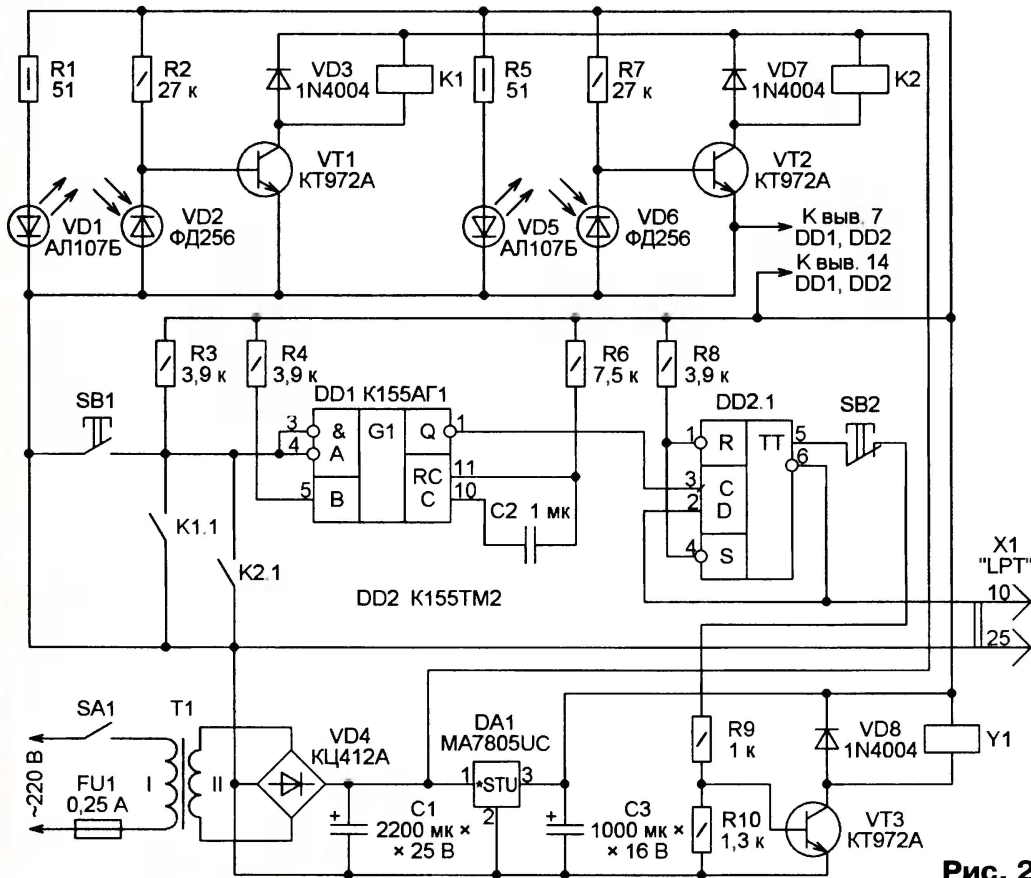 R1
51
R2
27 к
VD3
1N4004
K1
R5
51
R7
27 к
VD7
1N4004
K2
VT1
КТ972А
VT2
КТ972А
VD1
АЛ107Б
VD2
ФД256
VD5
АЛ107Б
VD6
ФД256
К выв. 7
DD1, DD2
К выв. 14
DD1, DD2
R3
3,9 к
R4
3,9 к
R6
7,5 к
R8
3,9 к
SB1
DD1 К155АГ1
3
4
5
&
A
B
G1
Q
RC
C
1
11
10
C2 1 мк
DD2.1
1
3
2
4
R
C
D
S
TT
5
6
SB2
K1.1
K2.1
DD2 К155ТМ2
X1
"LPT"
10
25
SA1
T1
~220 В
FU1
0,25 А
I
II
VD4
КЦ412А
DA1
MA7805UC
1
*STU
3
2
C1
2200 мк ×
× 25 В
+
C3
1000 мк ×
× 16 В
+
R9
1 к
R10
1,3 к
VD8
1N4004
Y1
VT3
КТ972А
Рис. 2